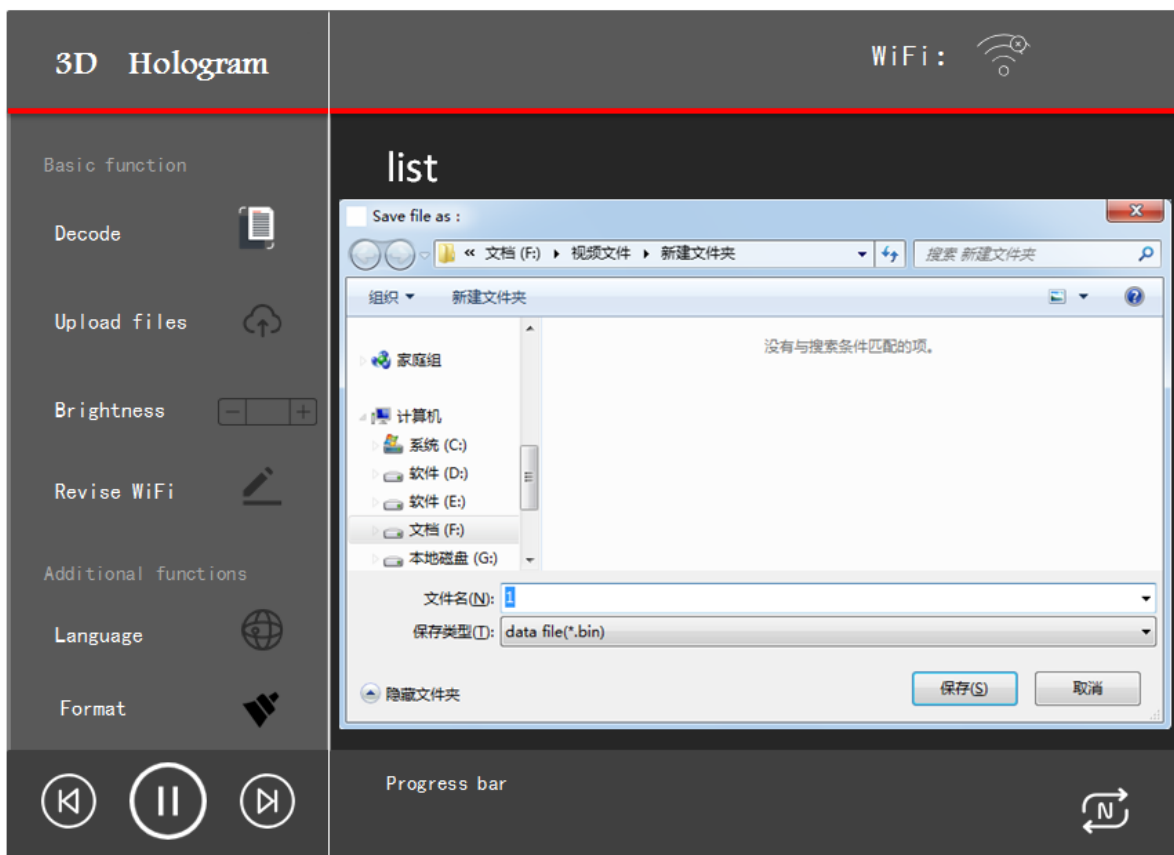 3D Hologram
WiFi:
Basic function
Decode
Upload files
Brightness
Revise WiFi
Additional functions
Language
Format
list
Save file as :
« 文档 (F:) 视频文件 新建文件夹
搜索 新建文件夹
组织 新建文件夹
没有与搜索条件匹配的项。
家庭组
计算机
系统 (C:)
软件 (D:)
软件 (E:)
文档 (F:)
本地磁盘 (G:)
文件名(N): 1
保存类型(T): data file(*.bin)
隐藏文件夹
保存(S)
取消
Progress bar
N